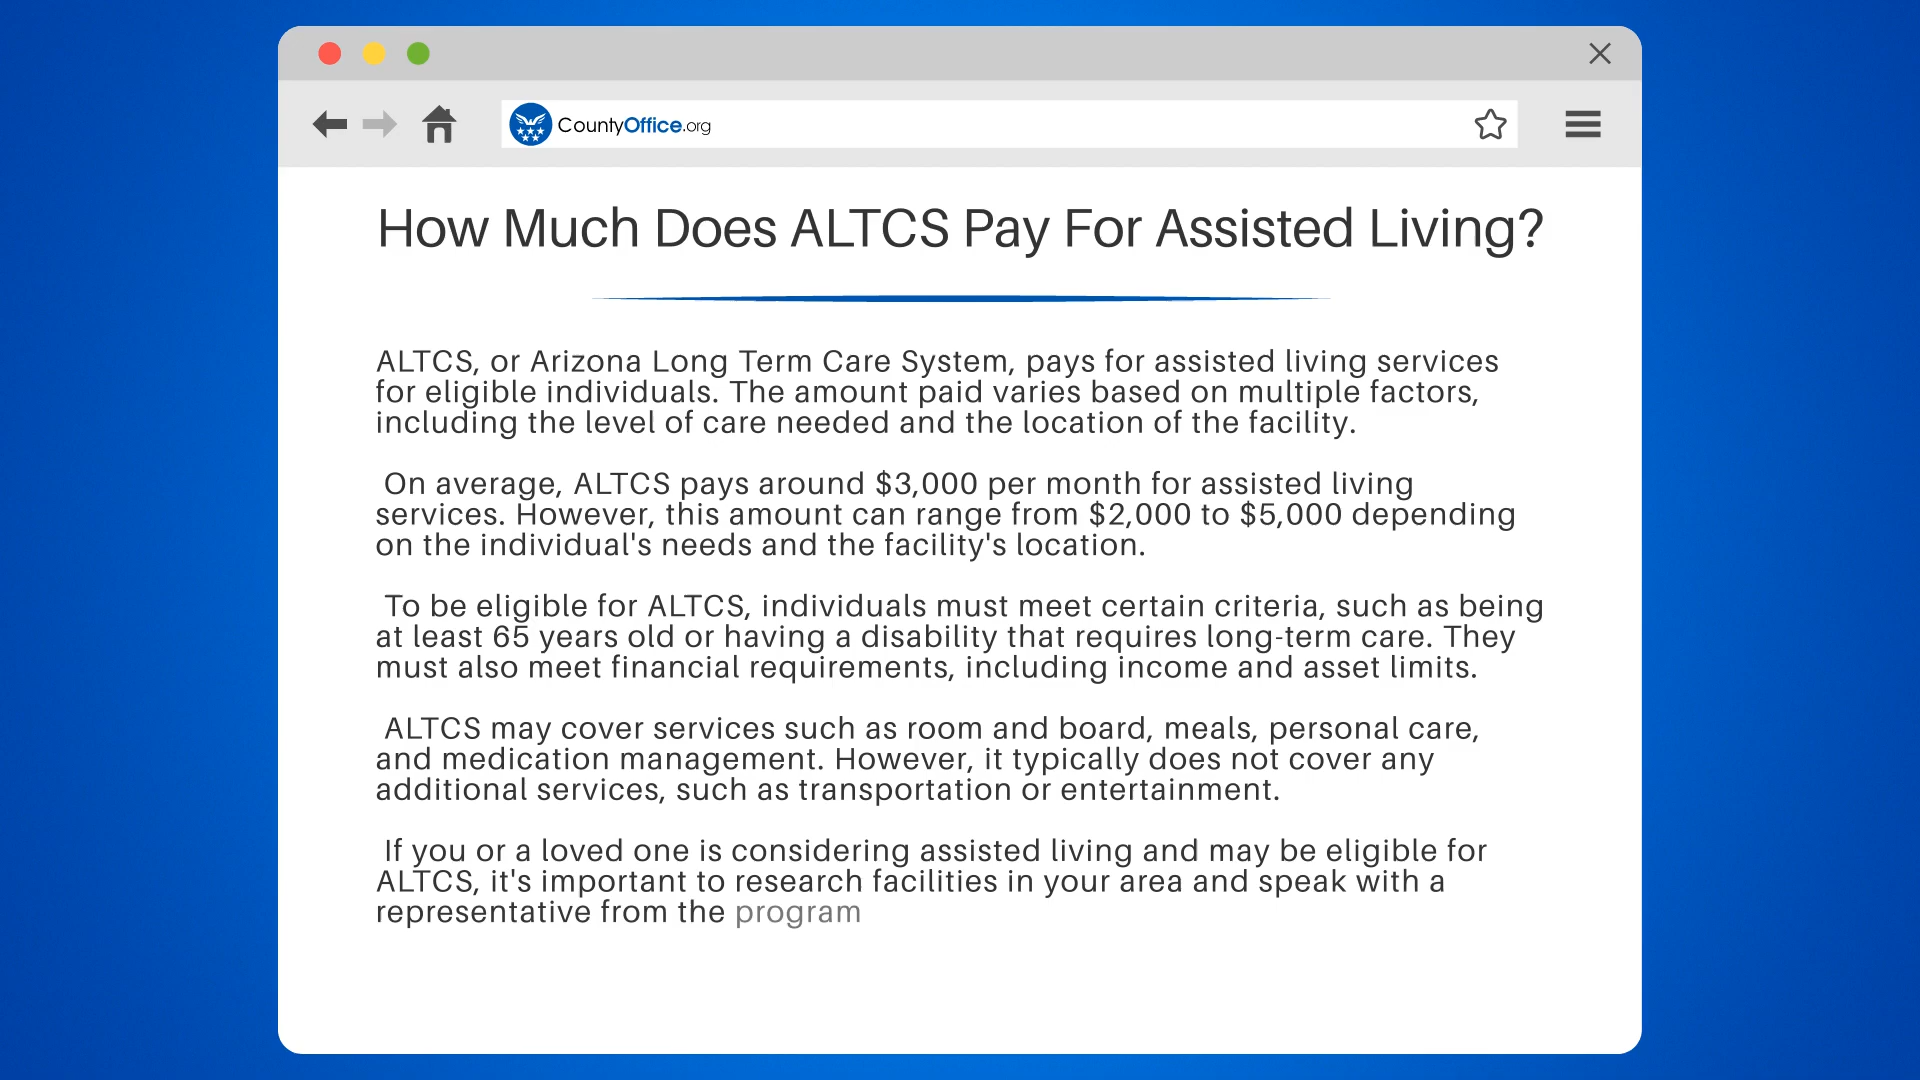 CountyOffice.org
How Much Does ALTCS Pay For Assisted Living?
ALTCS, or Arizona Long Term Care System, pays for assisted living services
for eligible individuals. The amount paid varies based on multiple factors,
including the level of care needed and the location of the facility.
On average, ALTCS pays around $3,000 per month for assisted living
services. However, this amount can range from $2,000 to $5,000 depending
on the individual's needs and the facility's location.
To be eligible for ALTCS, individuals must meet certain criteria, such as being
at least 65 years old or having a disability that requires long-term care. They
must also meet financial requirements, including income and asset limits.
ALTCS may cover services such as room and board, meals, personal care,
and medication management. However, it typically does not cover any
additional services, such as transportation or entertainment.
If you or a loved one is considering assisted living and may be eligible for
ALTCS, it's important to research facilities in your area and speak with a
representative from the program